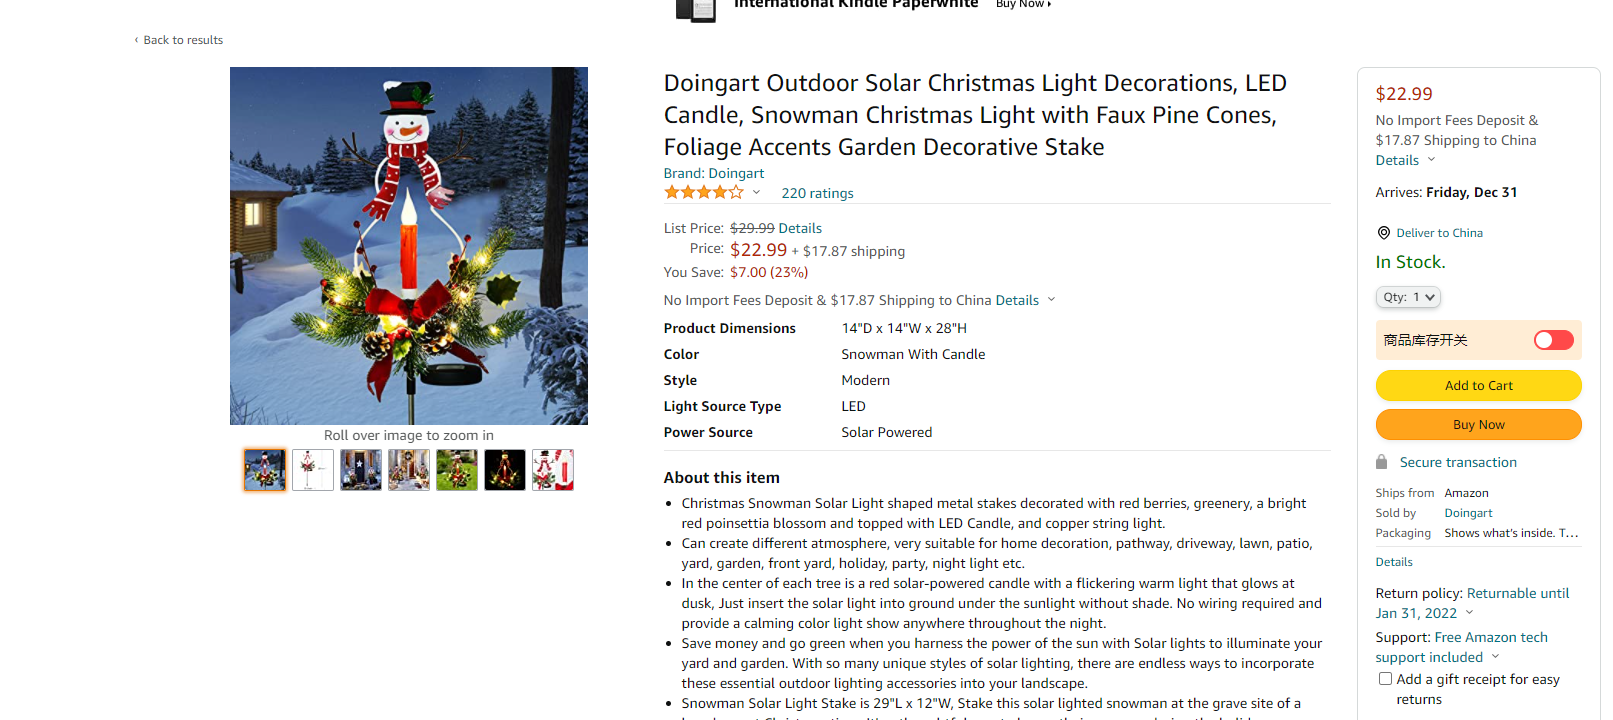 International Kindle Paperwhite Buy Now ▸
‹ Back to results
Doingart Outdoor Solar Christmas Light Decorations, LED
Candle, Snowman Christmas Light with Faux Pine Cones,
Foliage Accents Garden Decorative Stake
Brand: Doingart
220 ratings
List Price: $29.99 Details
Price: $22.99 + $17.87 shipping
You Save: $7.00 (23%)
No Import Fees Deposit & $17.87 Shipping to China Details
Product Dimensions 14"D x 14"W x 28"H
Color Snowman With Candle
Style Modern
Light Source Type LED
Power Source Solar Powered
About this item
• Christmas Snowman Solar Light shaped metal stakes decorated with red berries, greenery, a bright
red poinsettia blossom and topped with LED Candle, and copper string light.
• Can create different atmosphere, very suitable for home decoration, pathway, driveway, lawn, patio,
yard, garden, front yard, holiday, party, night light etc.
• In the center of each tree is a red solar-powered candle with a flickering warm light that glows at
dusk, Just insert the solar light into ground under the sunlight without shade. No wiring required and
provide a calming color light show anywhere throughout the night.
• Save money and go green when you harness the power of the sun with Solar lights to illuminate your
yard and garden. With so many unique styles of solar lighting, there are endless ways to incorporate
these essential outdoor lighting accessories into your landscape.
• Snowman Solar Light Stake is 29"L x 12"W, Stake this solar lighted snowman at the grave site of a
Roll over image to zoom in
$22.99
No Import Fees Deposit &
$17.87 Shipping to China
Details
Arrives: Friday, Dec 31
Deliver to China
In Stock.
Qty: 1
商品库存开关
Add to Cart
Buy Now
Secure transaction
Ships from Amazon
Sold by Doingart
Packaging Shows what's inside. T…
Details
Return policy: Returnable until
Jan 31, 2022
Support: Free Amazon tech
support included
Add a gift receipt for easy
returns